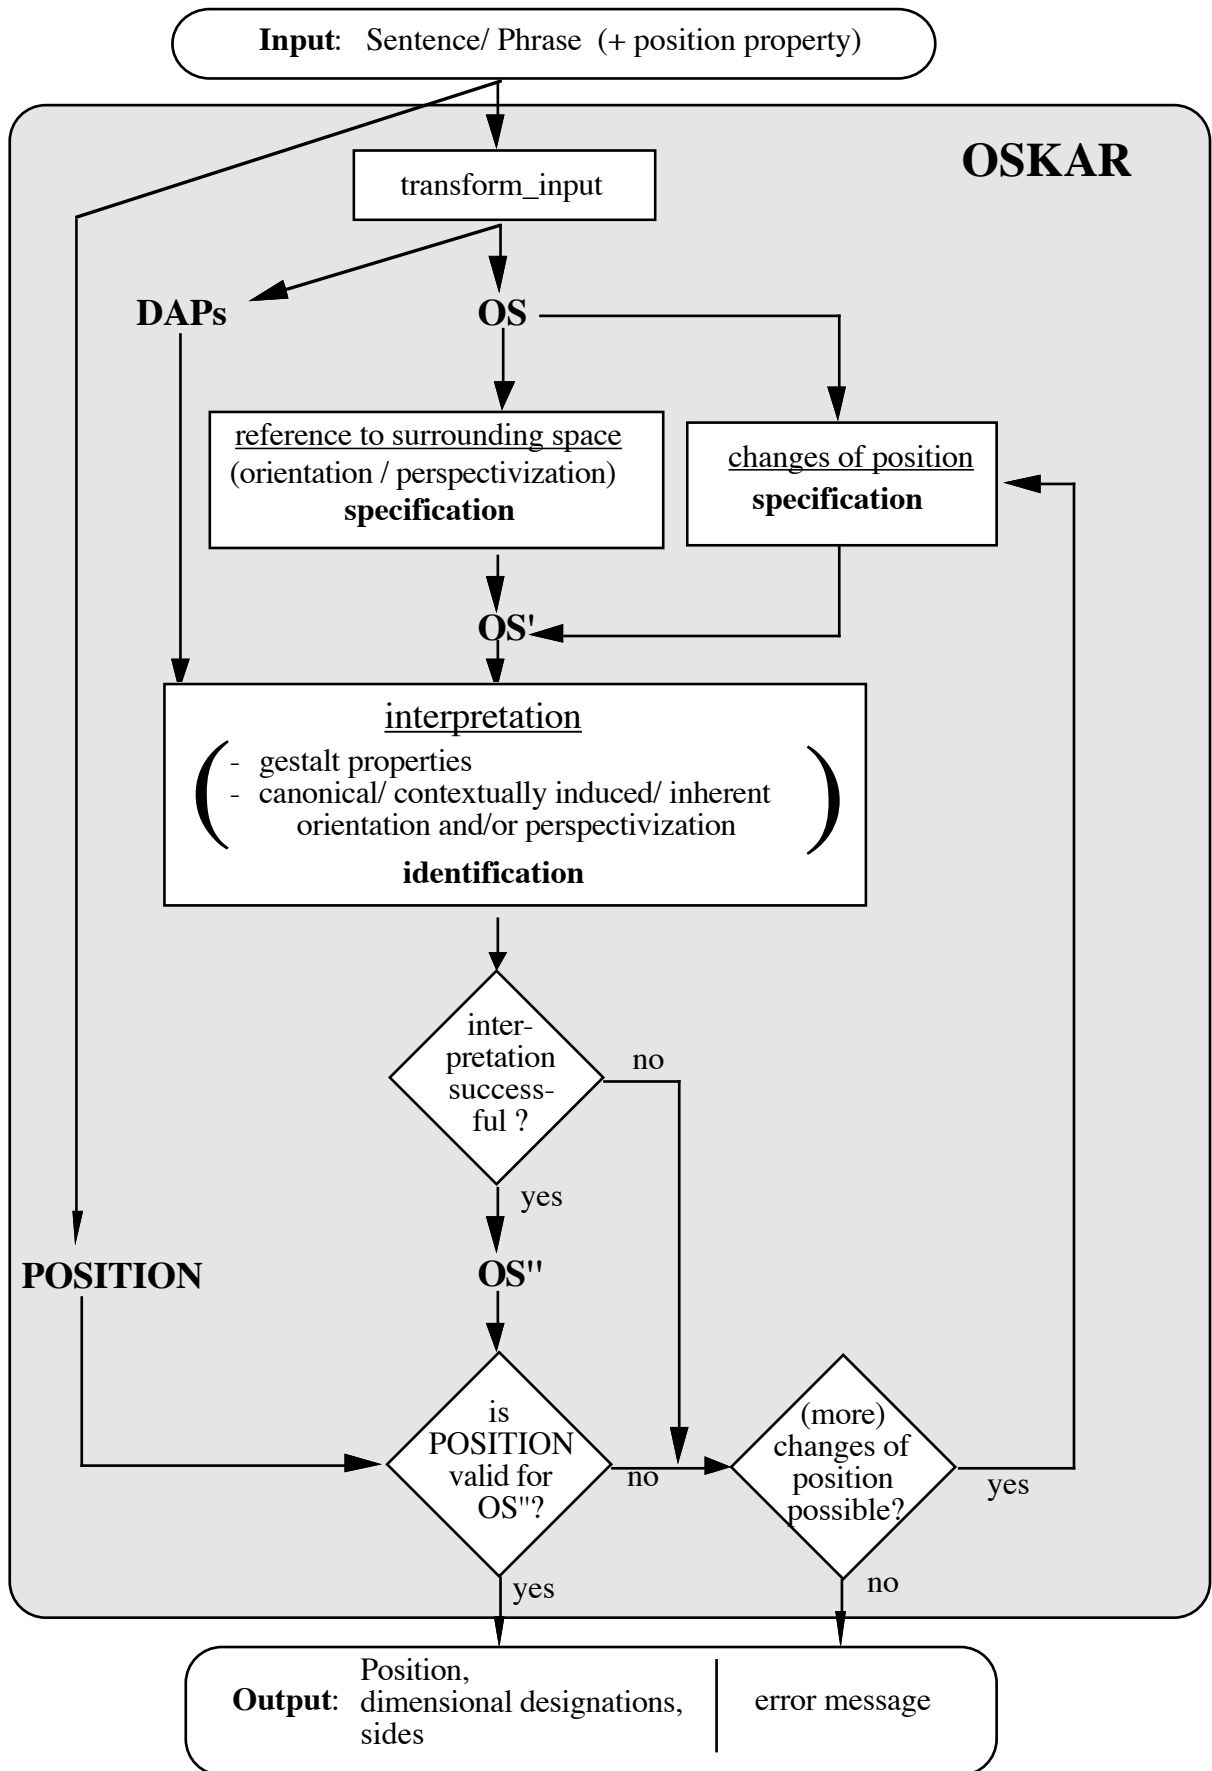 Input: Sentence/ Phrase (+ position property)
OSKAR
transform_input
DAPs
OS
reference to surrounding space
(orientation / perspectivization)
specification
changes of position
specification
OS'
interpretation
- gestalt properties
- canonical/ contextually induced/ inherent
orientation and/or perspectivization
identification
inter-
pretation
success-
ful ?
no
yes
POSITION
OS"
is
POSITION
valid for
OS"?
no
(more)
changes of
position
possible?
yes
yes
no
Output: Position,
dimensional designations,
sides
error message